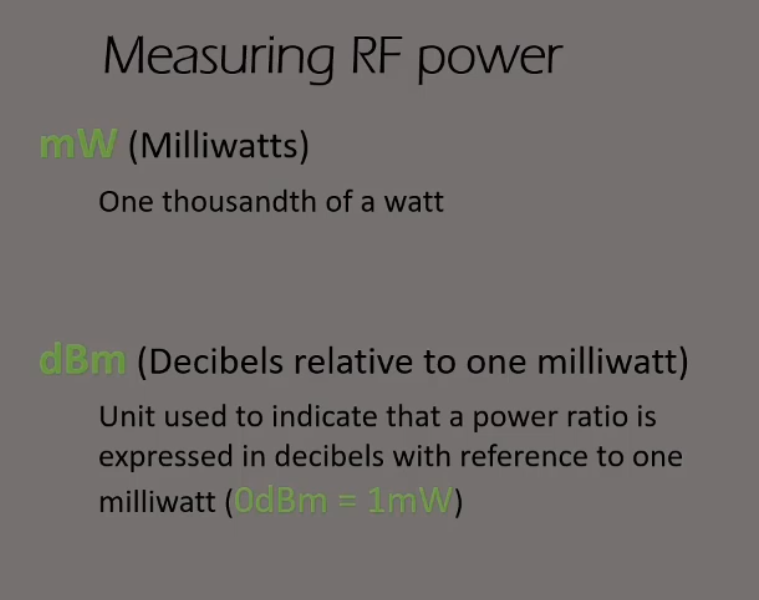 Measuring RF power
mW (Milliwatts)
One thousandth of a watt
dBm (Decibels relative to one milliwatt)
Unit used to indicate that a power ratio is
expressed in decibels with reference to one
milliwatt (0dBm = 1mW)